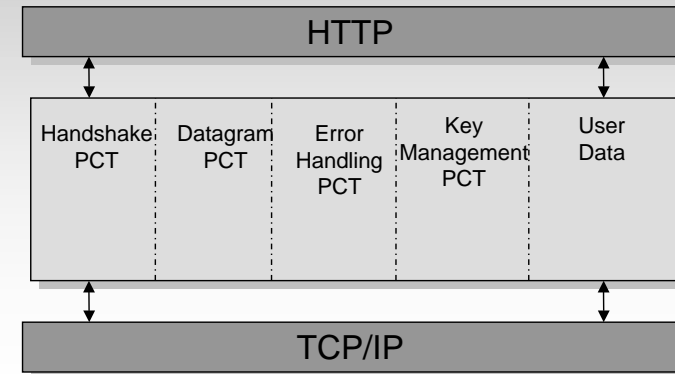 HTTP
Handshake
PCT
Datagram
PCT
Error
Handling
PCT
Key
Management
PCT
User
Data
TCP/IP